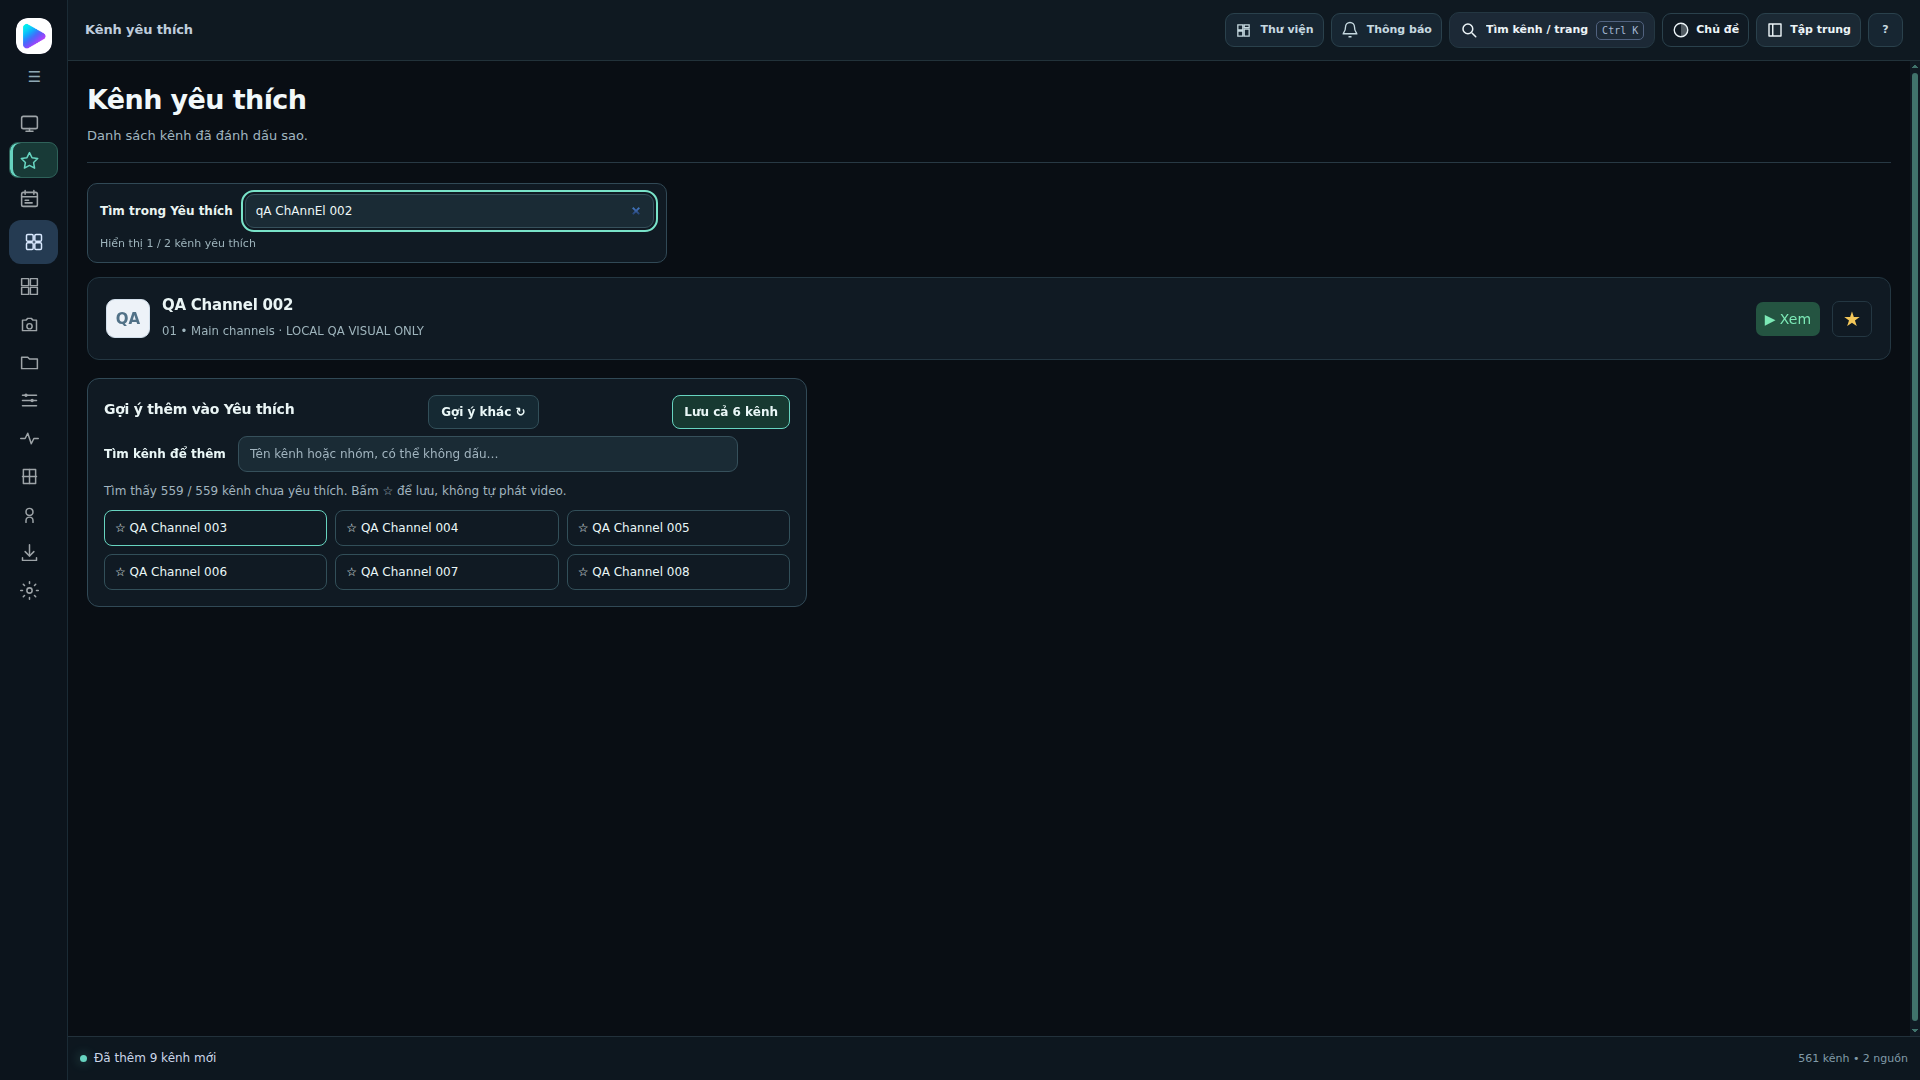 Kênh yêu thích
Thư viện
Thông báo
Tìm kênh / trang Ctrl K
Chủ đề
Tập trung
?
Kênh yêu thích
Danh sách kênh đã đánh dấu sao.
Tìm trong Yêu thích qA ChAnnEl 002
Hiển thị 1 / 2 kênh yêu thích
QA
QA Channel 002
01 • Main channels · LOCAL QA VISUAL ONLY
▶ Xem
★
Gợi ý thêm vào Yêu thích
Gợi ý khác ↻
Lưu cả 6 kênh
Tìm kênh để thêm Tên kênh hoặc nhóm, có thể không dấu...
Tìm thấy 559 / 559 kênh chưa yêu thích. Bấm ☆ để lưu, không tự phát video.
☆ QA Channel 003
☆ QA Channel 004
☆ QA Channel 005
☆ QA Channel 006
☆ QA Channel 007
☆ QA Channel 008
Đã thêm 9 kênh mới
561 kênh • 2 nguồn